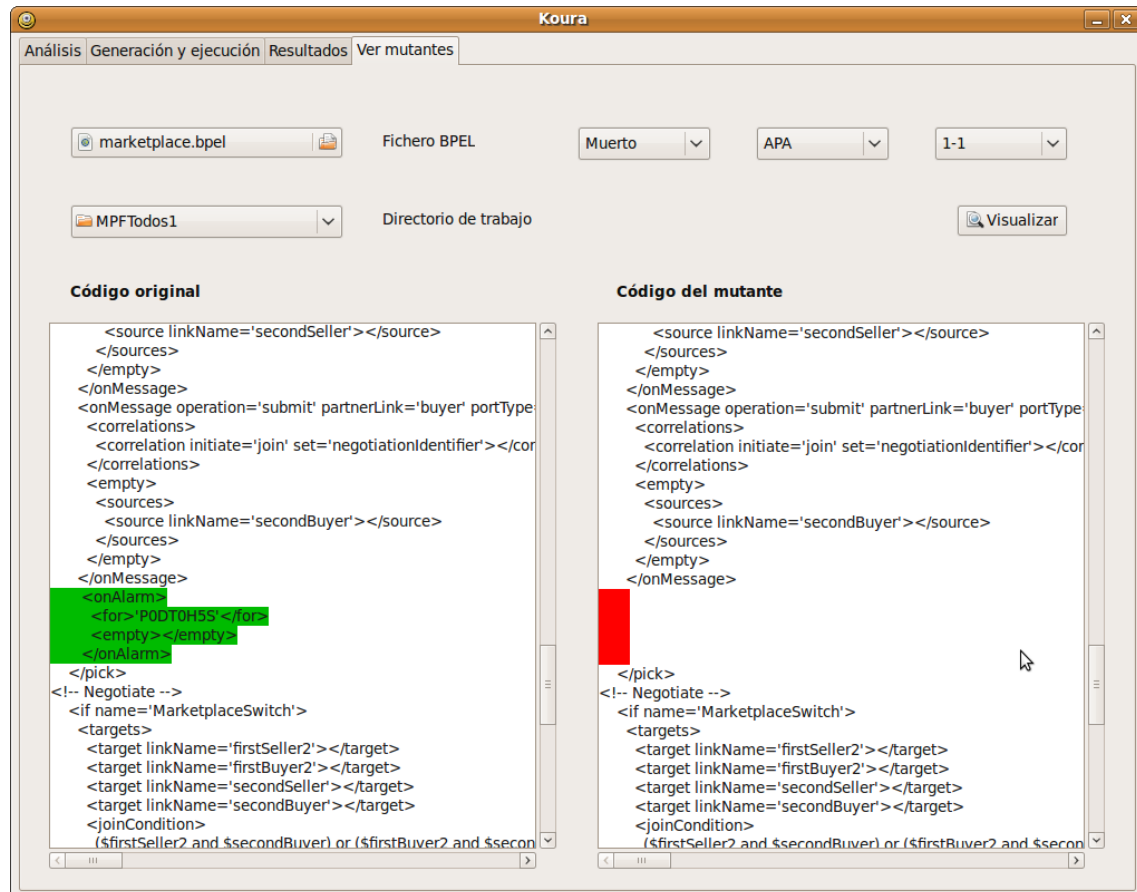 Koura
Análisis Generación y ejecución Resultados Ver mutantes
marketplace.bpel Fichero BPEL Muerto APA 1-1
MPFTodos1 Directorio de trabajo Visualizar
Código original
<source linkName='secondSeller'></source>
</sources>
</empty>
</onMessage>
<onMessage operation='submit' partnerLink='buyer' portType=
<correlations>
<correlation initiate='join' set='negotiationIdentifier'></cor
</correlations>
<empty>
<sources>
<source linkName='secondBuyer'></source>
</sources>
</empty>
</onMessage>
<onAlarm>
<for>'P0DT0H5S'</for>
<empty></empty>
</onAlarm>
</pick>
<!-- Negotiate -->
<if name='MarketplaceSwitch'>
<targets>
<target linkName='firstSeller2'></target>
<target linkName='firstBuyer2'></target>
<target linkName='secondSeller'></target>
<target linkName='secondBuyer'></target>
<joinCondition>
($firstSeller2 and $secondBuyer) or ($firstBuyer2 and $secon
Código del mutante
<source linkName='secondSeller'></source>
</sources>
</empty>
</onMessage>
<onMessage operation='submit' partnerLink='buyer' portType=
<correlations>
<correlation initiate='join' set='negotiationIdentifier'></cor
</correlations>
<empty>
<sources>
<source linkName='secondBuyer'></source>
</sources>
</empty>
</onMessage>
</pick>
<!-- Negotiate -->
<if name='MarketplaceSwitch'>
<targets>
<target linkName='firstSeller2'></target>
<target linkName='firstBuyer2'></target>
<target linkName='secondSeller'></target>
<target linkName='secondBuyer'></target>
<joinCondition>
($firstSeller2 and $secondBuyer) or ($firstBuyer2 and $secon